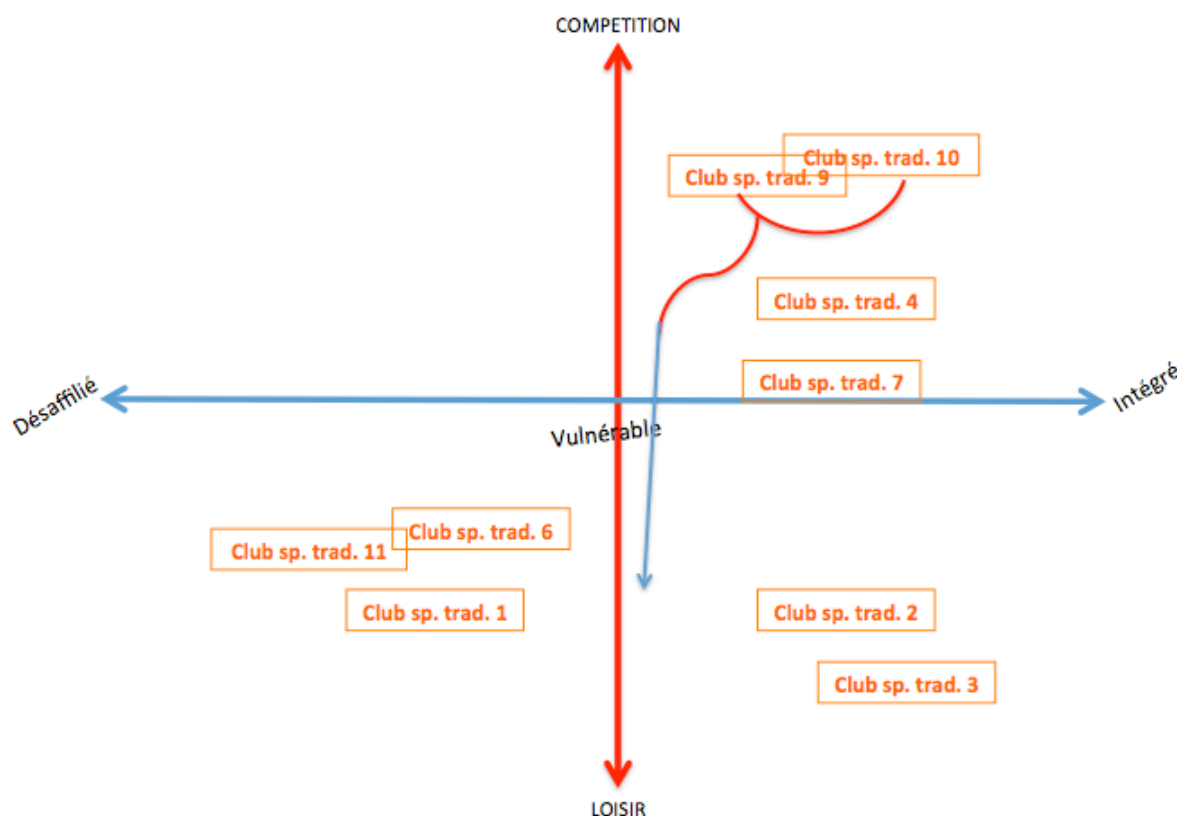 COMPETITION
Club sp. trad. 10
Club sp. trad. 9
Club sp. trad. 4
Club sp. trad. 7
Désaffilié
Intégré
Vulnérable
Club sp. trad. 6
Club sp. trad. 11
Club sp. trad. 1
Club sp. trad. 2
Club sp. trad. 3
LOISIR